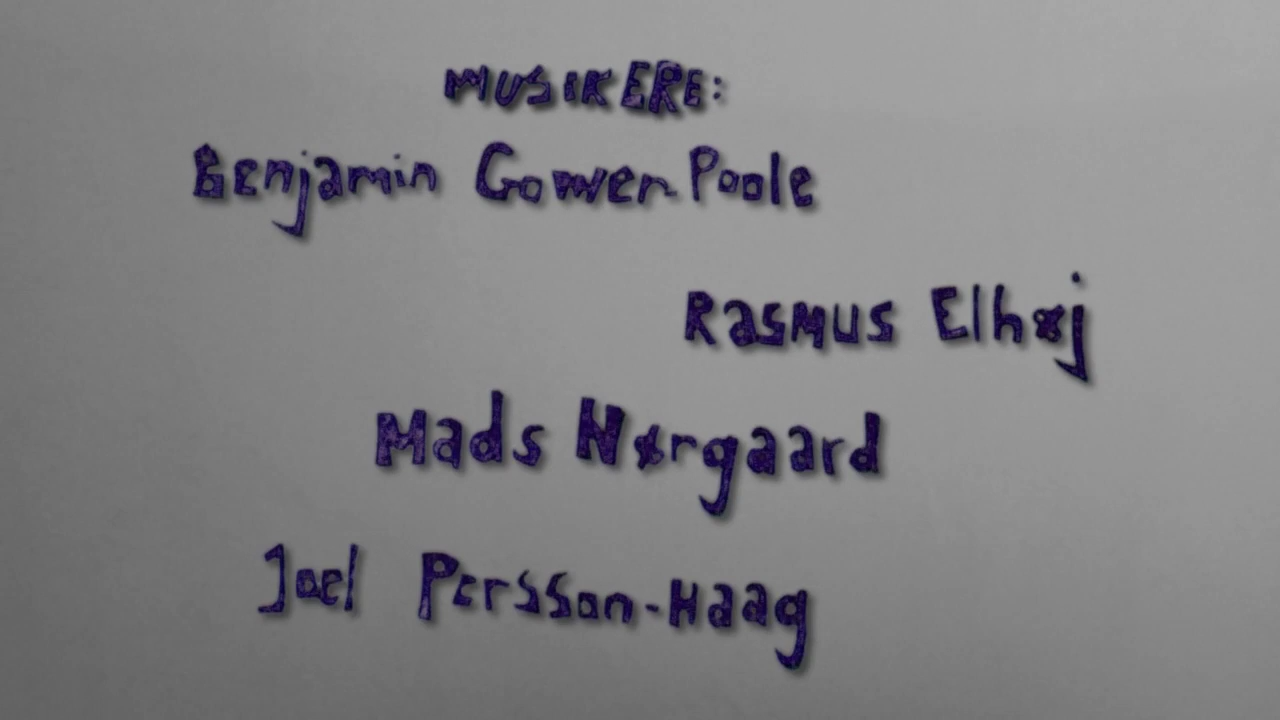 MUSIKERE:
Benjamin Gower-Poole
Rasmus Elhøj
Mads Nørgaard
Joel Persson-Haag